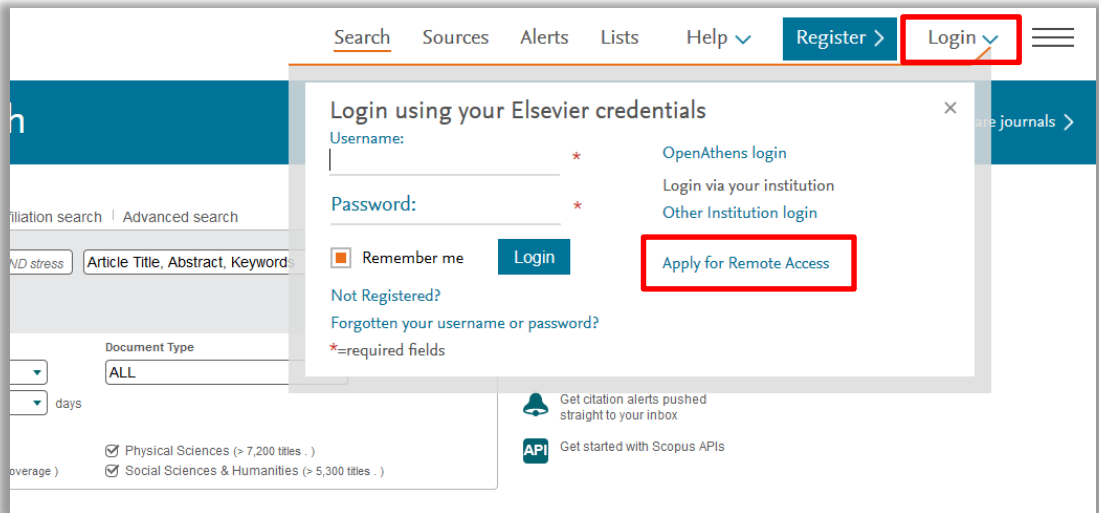 Search Sources Alerts Lists Help Register Login
h
Login using your Elsevier credentials
are journals
Username:
*
OpenAthens login
Login via your institution
Password:
*
Other Institution login
filiation search Advanced search
ND stress Article Title, Abstract, Keywords
Remember me Login
Apply for Remote Access
Not Registered?
Forgotten your username or password?
*=required fields
Document Type
ALL
days
Get citation alerts pushed
straight to your inbox
API Get started with Scopus APIs
Physical Sciences (> 7,200 titles . )
overage ) Social Sciences & Humanities (> 5,300 titles . )